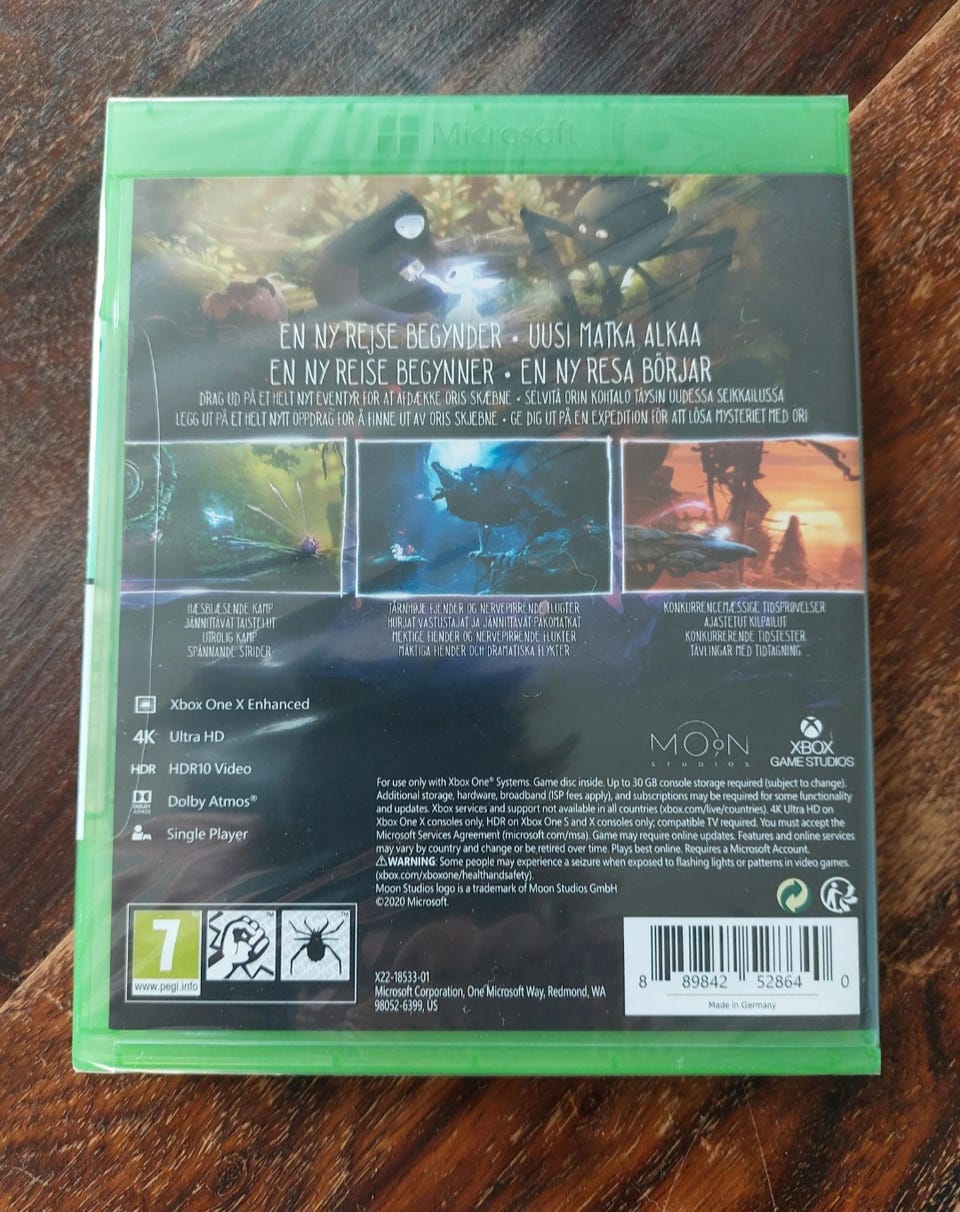 Microsoft
EN NY REJSE BEGYNDER • UUSI MATKA ALKAA
EN NY REISE BEGYNNER • EN NY RESA BÖRJAR
DRAG UD PÅ ET HELT NYT EVENTYR FOR AT AFDÆKKE ORIS SKÆBNE • SELVITÄ ORIN KOHTALO TÄYSIN UUDESSA SEIKKAILUSSA
LEGG UT PÅ ET HELT NYTT OPPDRAG FOR Å FINNE UT AV ORIS SKJEBNE • GE DIG UT PÅ EN EXPEDITION FÖR ATT LÖSA MYSTERIET MED ORI
HÆSBLÆSENDE KAMP
JÄNNITTÄVÄT TAISTELUT
UTROLIG KAMP
SPÄNNANDE STRIDER
TÅRNHØJE FJENDER OG NERVEPIRRENDE FLUGTER
HURJAT VASTUSTAJAT JA JÄNNITTÄVÄT PAKOMATKAT
MEKTIGE FIENDER OG NERVEPIRRENDE FLUKTER
MÄKTIGA FIENDER OCH DRAMATISKA FLYKTER
KONKURRENCEMÆSSIGE TIDSPRØVELSER
AJASTETUT KILPAILUT
KONKURRERENDE TIDSTESTER
TÄVLINGAR MED TIDTAGNING
Xbox One X Enhanced
4K Ultra HD
HDR HDR10 Video
DOLBY ATMOS Dolby Atmos®
Single Player
MOON
STUDIOS
XBOX
GAME STUDIOS
For use only with Xbox One® Systems. Game disc inside. Up to 30 GB console storage required (subject to change).
Additional storage, hardware, broadband (ISP fees apply), and subscriptions may be required for some functionality
and updates. Xbox services and support not available in all countries (xbox.com/live/countries). 4K Ultra HD on
Xbox One X consoles only, HDR on Xbox One S and X consoles only; compatible TV required. You must accept the
Microsoft Services Agreement (microsoft.com/msa). Game may require online updates. Features and online services
may vary by country and change or be retired over time. Plays best online. Requires a Microsoft Account.
⚠WARNING: Some people may experience a seizure when exposed to flashing lights or patterns in video games.
(xbox.com/xboxone/healthandsafety).
Moon Studios logo is a trademark of Moon Studios GmbH
©2020 Microsoft.
7
www.pegi.info
X22-18533-01
Microsoft Corporation, One Microsoft Way, Redmond, WA
98052-6399, US
8 89842 52864 0
Made in Germany